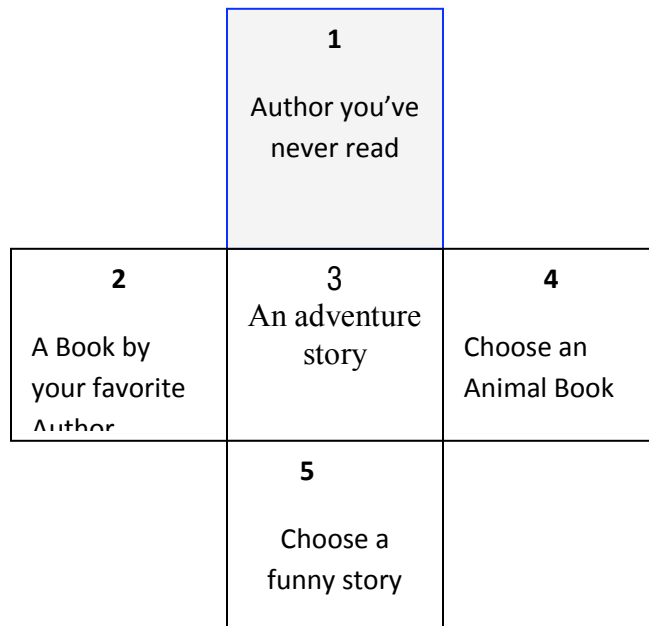 1
Author you’ve
never read
2
A Book by
your favorite
Author
3
An adventure
story
4
Choose an
Animal Book
5
Choose a
funny story